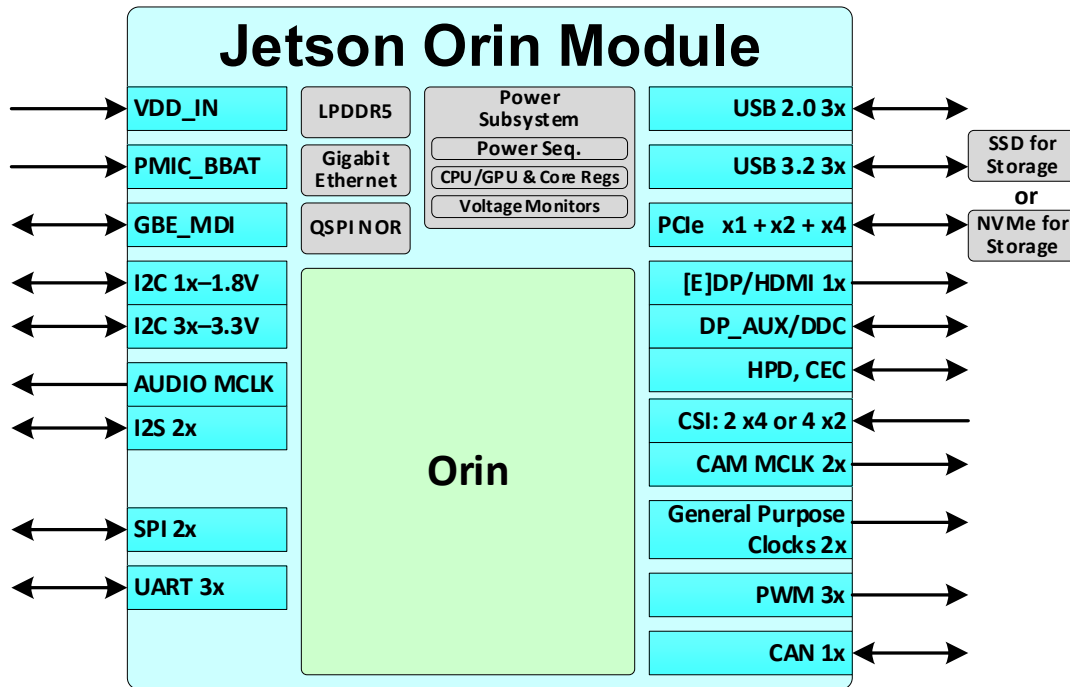 Jetson Orin Module
VDD_IN
PMIC_BBAT
GBE_MDI
I2C 1x–1.8V
I2C 3x–3.3V
AUDIO MCLK
I2S 2x
SPI 2x
UART 3x
LPDDR5
Gigabit
Ethernet
QSPI NOR
Power
Subsystem
Power Seq.
CPU/GPU & Core Regs
Voltage Monitors
Orin
USB 2.0 3x
USB 3.2 3x
PCIe x1 + x2 + x4
[E]DP/HDMI 1x
DP_AUX/DDC
HPD, CEC
CSI: 2 x4 or 4 x2
CAM MCLK 2x
General Purpose
Clocks 2x
PWM 3x
CAN 1x
SSD for
Storage
or
NVMe for
Storage